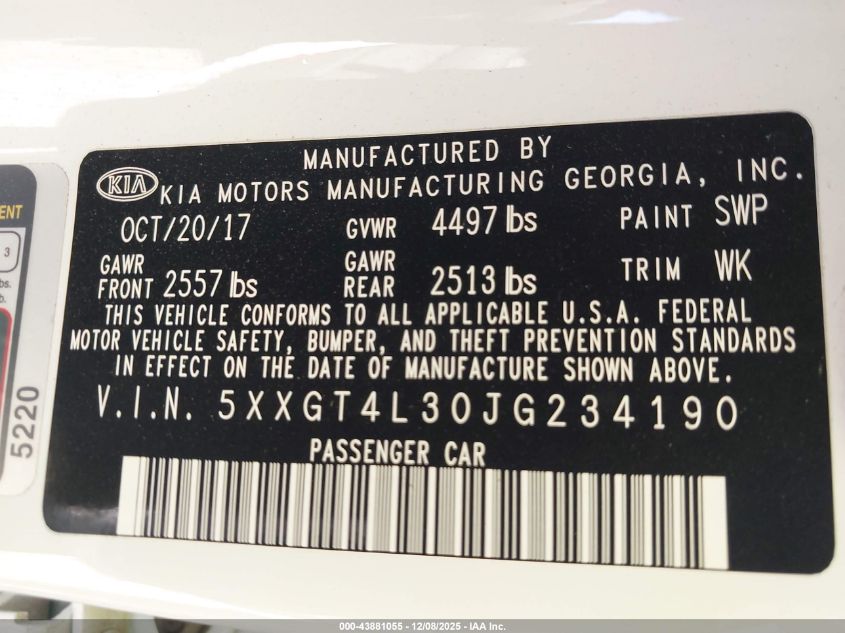 MANUFACTURED BY
KIA KIA MOTORS MANUFACTURING GEORGIA, INC.
OCT/20/17 GVWR 4497 lbs PAINT SWP
GAWR FRONT 2557 lbs GAWR REAR 2513 lbs TRIM WK
THIS VEHICLE CONFORMS TO ALL APPLICABLE U.S.A. FEDERAL
MOTOR VEHICLE SAFETY, BUMPER, AND THEFT PREVENTION STANDARDS
IN EFFECT ON THE DATE OF MANUFACTURE SHOWN ABOVE.
V.I.N. 5XXGT4L30JG234190
PASSENGER CAR
ENT
3
bs.
b.
5220
000-43881055 - 12/08/2025 - IAA Inc.